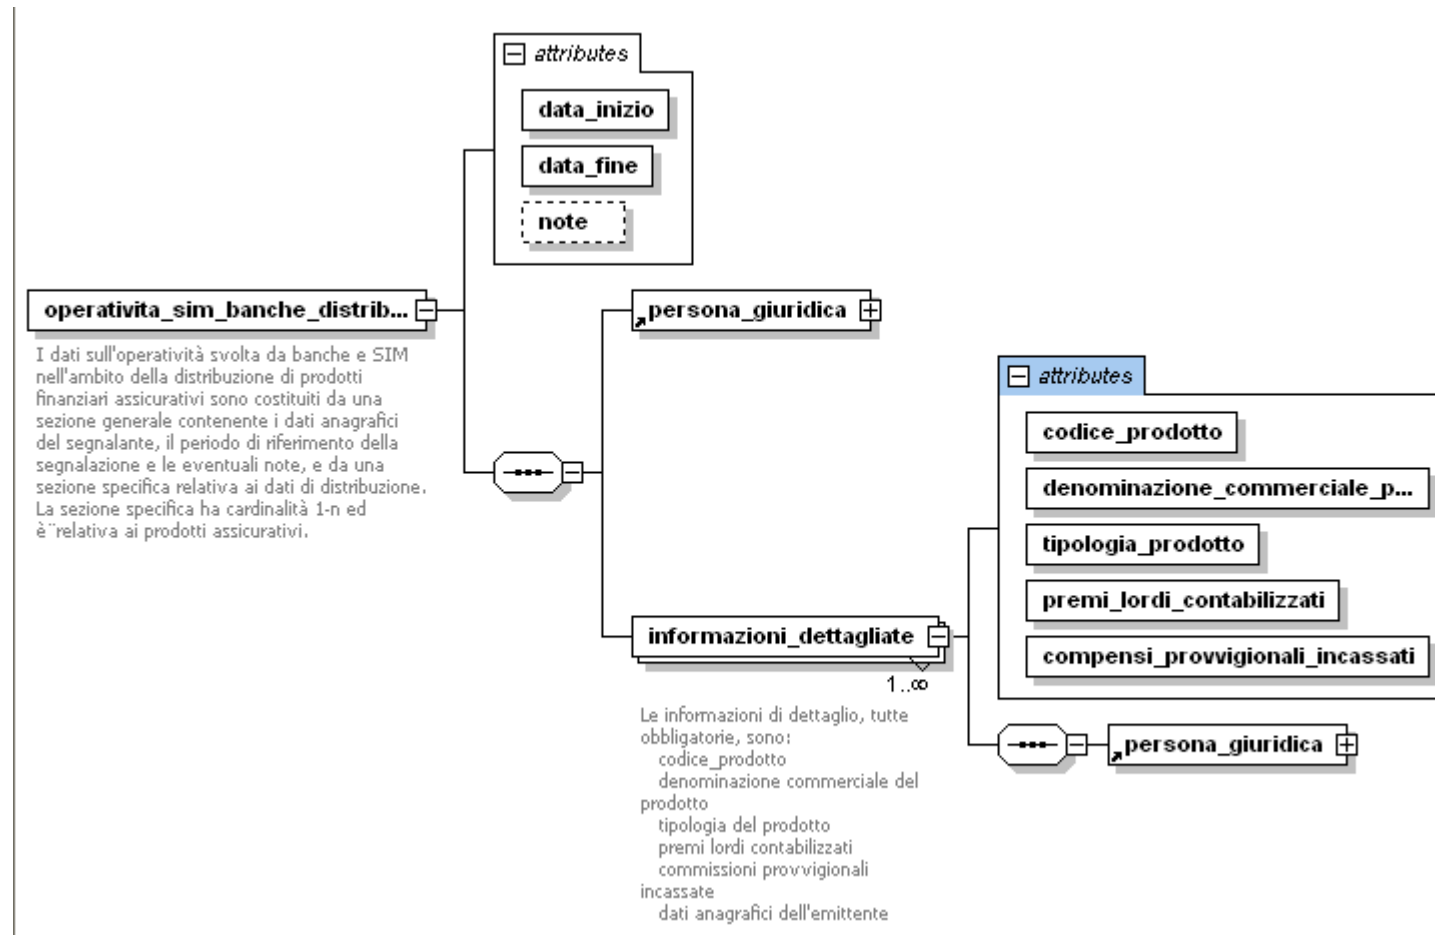 attributes
data_inizio
data_fine
note
operativita_sim_banche_distrib...
I dati sull'operatività svolta da banche e SIM
nell'ambito della distribuzione di prodotti
finanziari assicurativi sono costituiti da una
sezione generale contenente i dati anagrafici
del segnalante, il periodo di riferimento della
segnalazione e le eventuali note, e da una
sezione specifica relativa ai dati di distribuzione.
La sezione specifica ha cardinalità 1-n ed
è¨relativa ai prodotti assicurativi.
persona_giuridica
informazioni_dettagliate
1..∞
Le informazioni di dettaglio, tutte
obbligatorie, sono:
codice_prodotto
denominazione commerciale del
prodotto
tipologia del prodotto
premi lordi contabilizzati
commissioni provvigionali
incassate
dati anagrafici dell'emittente
attributes
codice_prodotto
denominazione_commerciale_p...
tipologia_prodotto
premi_lordi_contabilizzati
compensi_provvigionali_incassati
persona_giuridica